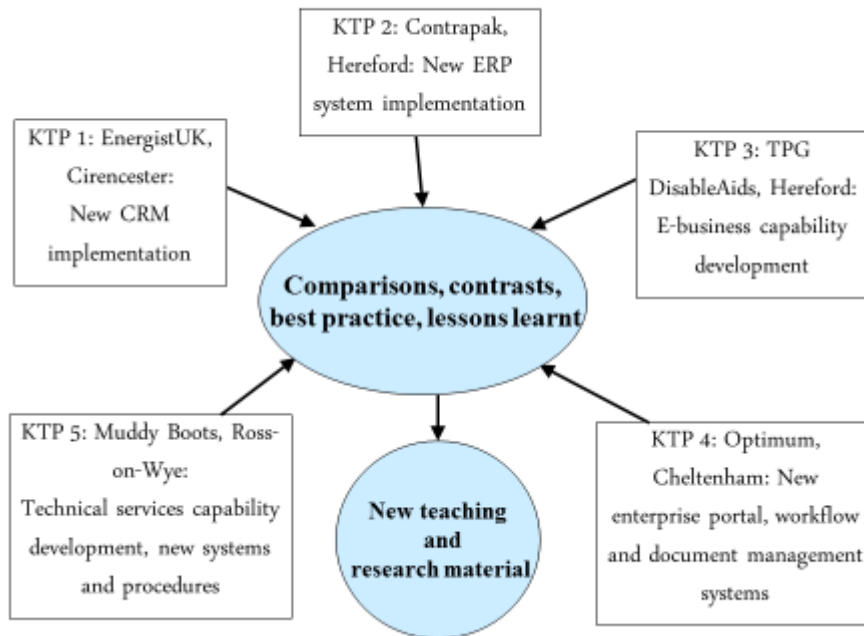 KTP 2: Contrapak,
Hereford: New ERP
system implementation
KTP 1: EnergistUK,
Cirencester:
New CRM
implementation
KTP 3: TPG
DisableAids, Hereford:
E-business capability
development
Comparisons, contrasts,
best practice, lessons learnt
KTP 5: Muddy Boots, Ross-
on-Wye:
Technical services capability
development, new systems
and procedures
New teaching
and
research material
KTP 4: Optimum,
Cheltenham: New
enterprise portal, workflow
and document management
systems